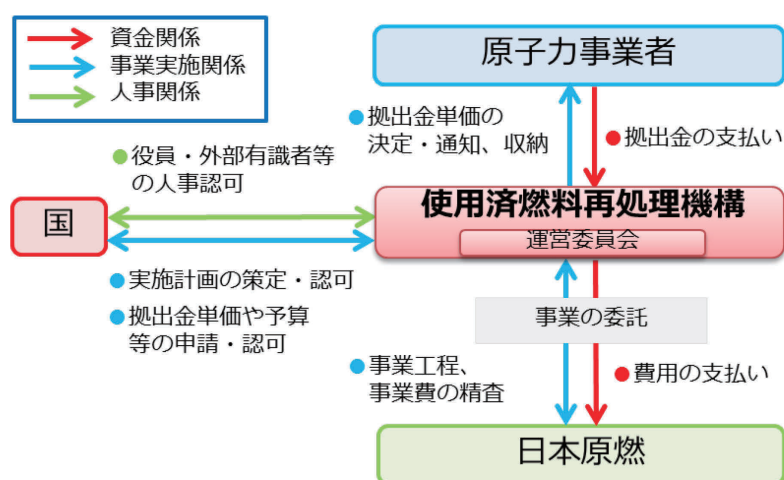 資金関係
事業実施関係
人事関係
原子力事業者
●拠出金単価の
決定・通知、収納
●拠出金の支払い
●役員・外部有識者等
の人事認可
国
使用済燃料再処理機構
運営委員会
●実施計画の策定・認可
●拠出金単価や予算
等の申請・認可
事業の委託
●事業工程、
事業費の精査
●費用の支払い
日本原燃